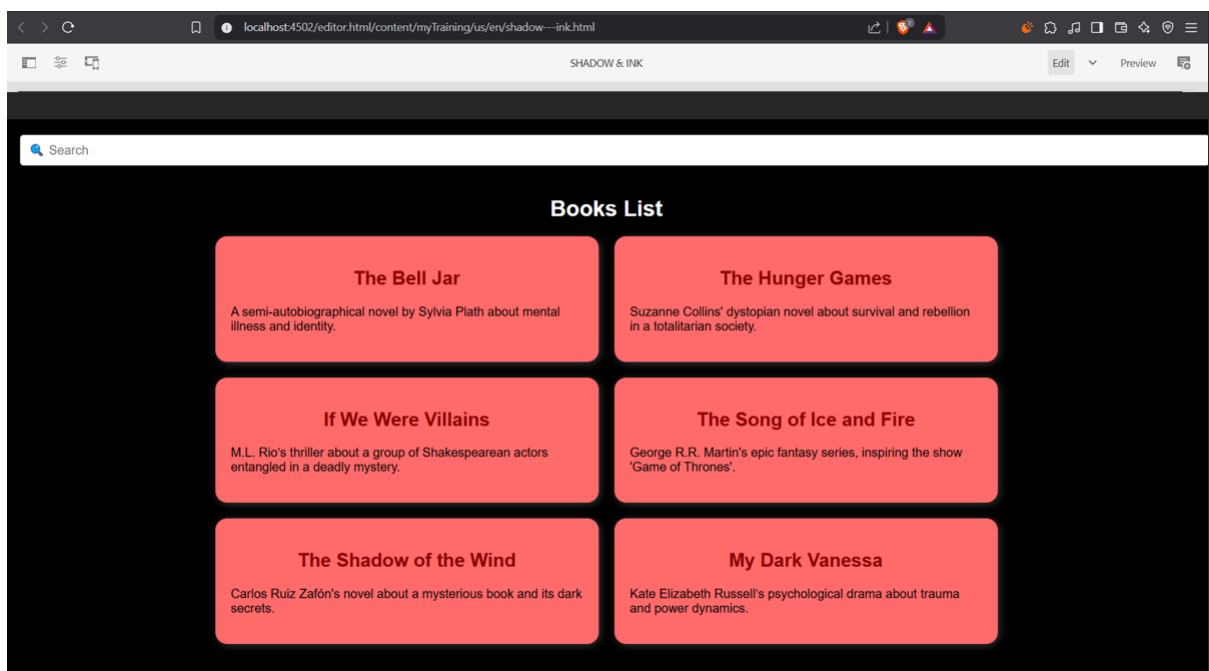 localhost:4502/editor.html/content/myTraining/us/en/shadow---ink.html
SHADOW & INK
Edit
Preview
Search
Books List
The Bell Jar
A semi-autobiographical novel by Sylvia Plath about mental
illness and identity.
The Hunger Games
Suzanne Collins' dystopian novel about survival and rebellion
in a totalitarian society.
If We Were Villains
M.L. Rio's thriller about a group of Shakespearean actors
entangled in a deadly mystery.
The Song of Ice and Fire
George R.R. Martin's epic fantasy series, inspiring the show
'Game of Thrones'.
The Shadow of the Wind
Carlos Ruiz Zafón's novel about a mysterious book and its dark
secrets.
My Dark Vanessa
Kate Elizabeth Russell's psychological drama about trauma
and power dynamics.